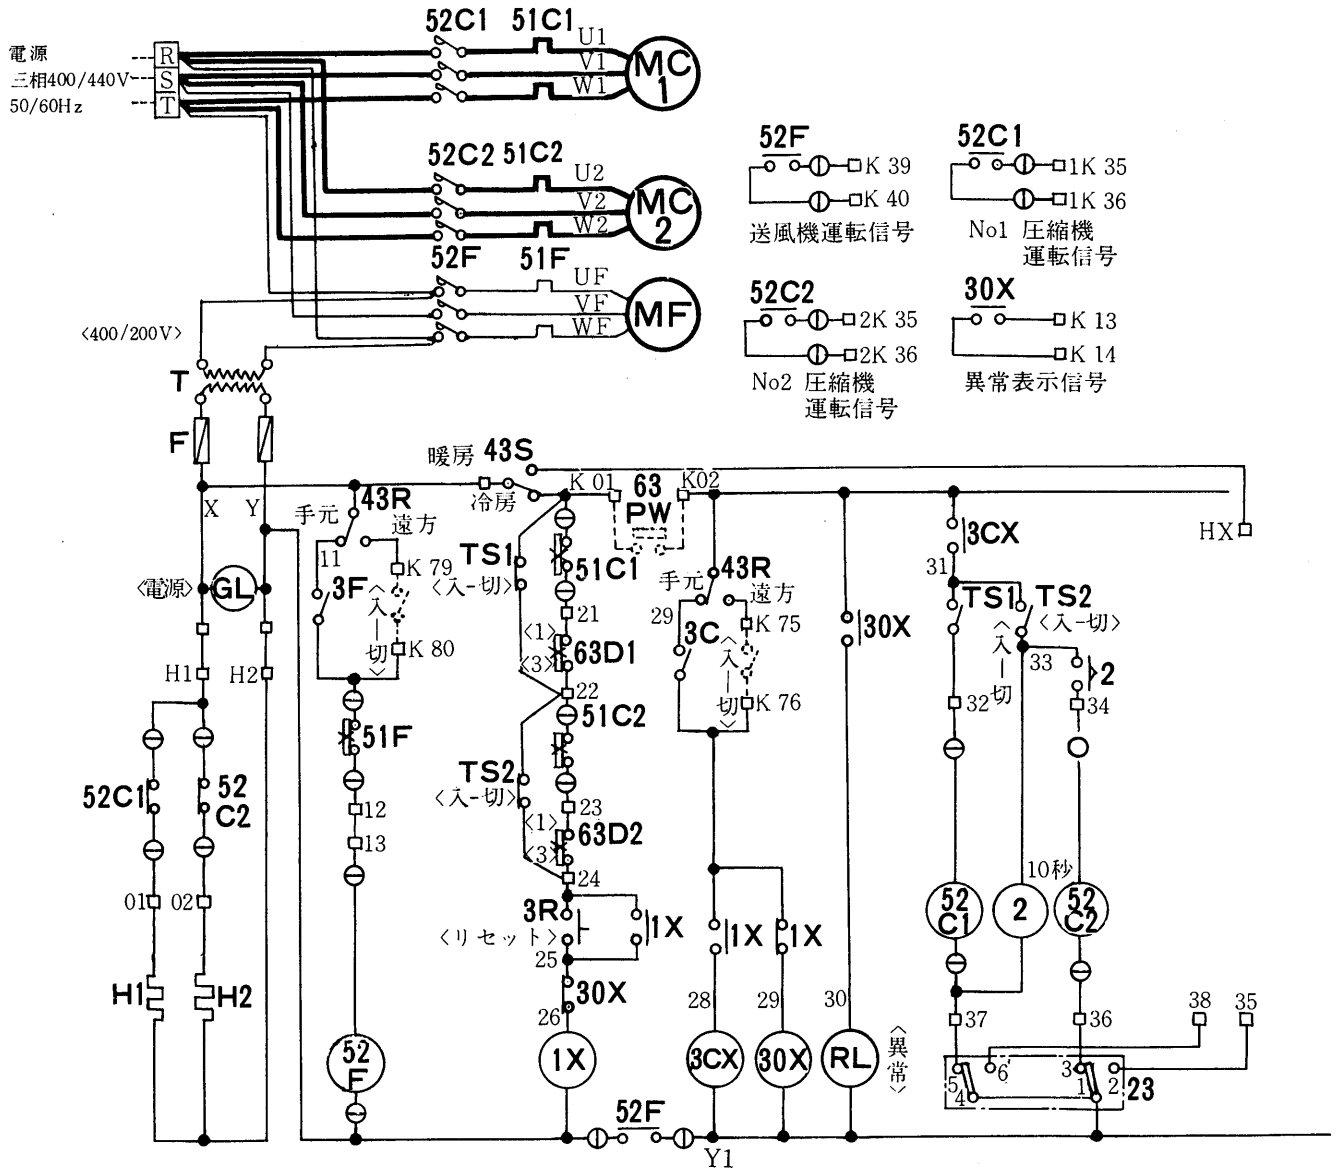 52C1 51C1 U1
V1
W1
MC
1
電源
三相400/440V
50/60Hz
R
S
T
52C2 51C2 U2
V2
W2
MC
2
52F 51F UF
VF
WF
MF
<400/200V>
T
F
52F
K 39
K 40
送風機運転信号
52C1
1K 35
1K 36
No1 圧縮機
運転信号
52C2
2K 35
2K 36
No2 圧縮機
運転信号
30X
K 13
K 14
異常表示信号
暖房 43S
冷房
K 01
63
PW
K02
HX
X Y
手元 43R
遠方
11
3F
K 79
<入─切>
K 80
<電源>
GL
H1 H2
51F
12
13
52C1
52
C2
01 02
H1 H2
52
F
TS1
<入-切>
51C1
21
<1>
63D1
<3>
22
51C2
TS2
<入-切>
23
<1>
63D2
<3>
24
3R
<リセット>
1X
25
30X
26
1X
52F
Y1
手元 43R
遠方
29
3C
K 75
<入─切>
K 76
1X
1X
28 29 30
3CX
30X
RL
<異常>
30X
3CX
31
TS1
<入─切
TS2
<入-切>
33
2
32
34
10秒
52
C1
2
52
C2
37 36 38 35
5 6 3 2
4 1
23